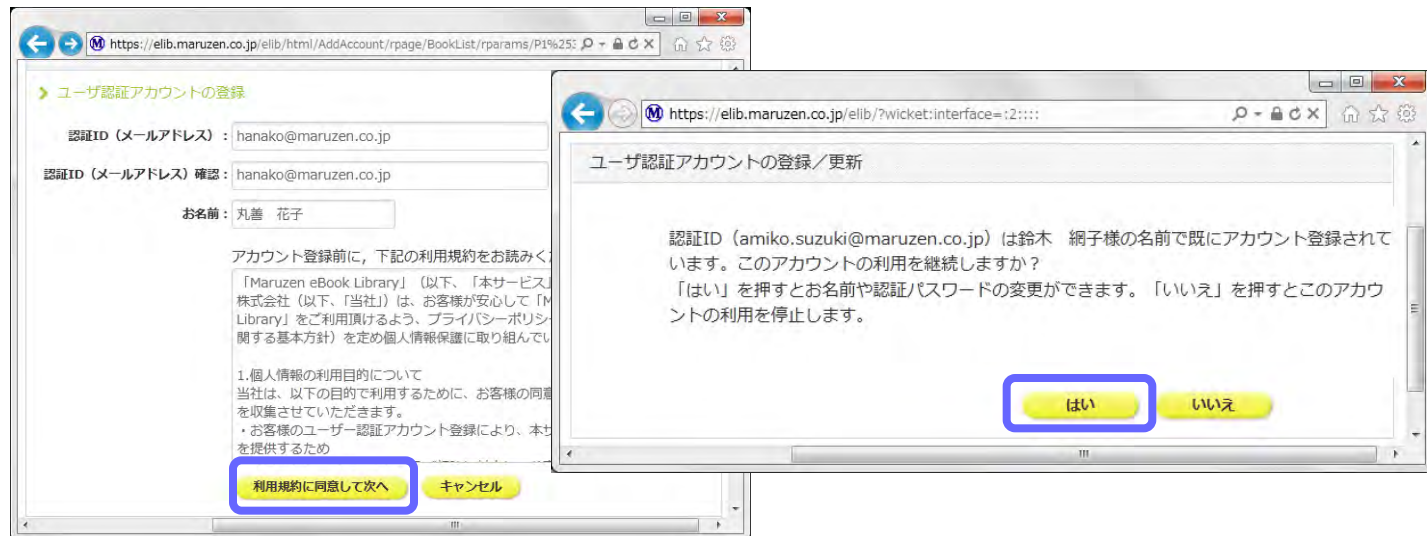 https://elib.maruzen.co.jp/elib/html/AddAccount/rpage/BookList/rparams/P1%253
ユーザ認証アカウントの登録
認証ID（メールアドレス）： hanako@maruzen.co.jp
認証ID（メールアドレス）確認： hanako@maruzen.co.jp
お名前： 丸善　花子
アカウント登録前に，下記の利用規約をお読みく
「Maruzen eBook Library」（以下、「本サービス」
株式会社（以下、「当社」）は、お客様が安心して「M
Library」をご利用頂けるよう、プライバシーポリシ
関する基本方針）を定め個人情報保護に取り組んでい
1.個人情報の利用目的について
当社は、以下の目的で利用するために、お客様の同意
を収集させていただきます。
・お客様のユーザー認証アカウント登録により、本サ
を提供するため
利用規約に同意して次へ
キャンセル
https://elib.maruzen.co.jp/elib/?wicket:interface=:2::::
ユーザ認証アカウントの登録／更新
認証ID（amiko.suzuki@maruzen.co.jp）は鈴木　網子様の名前で既にアカウント登録されて
います。このアカウントの利用を継続しますか？
「はい」を押すとお名前や認証パスワードの変更ができます。「いいえ」を押すとこのアカウ
ントの利用を停止します。
はい
いいえ